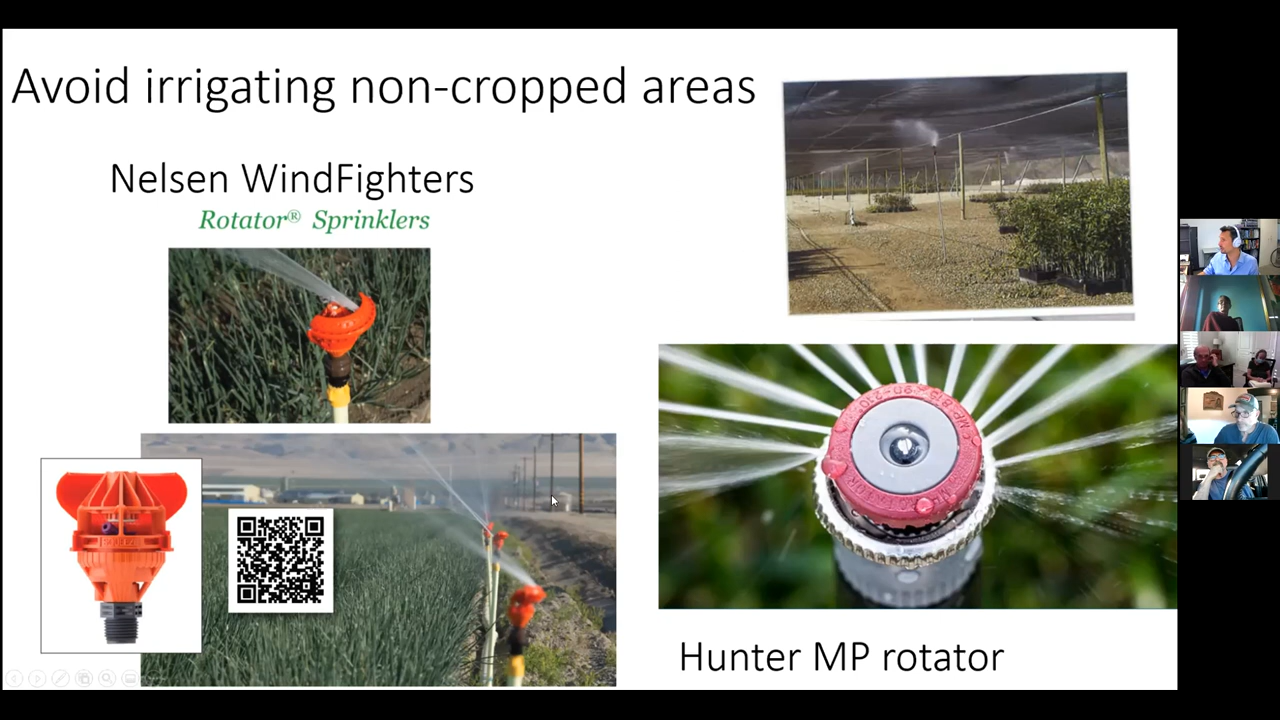 Avoid irrigating non-cropped areas
Nelsen WindFighters
Rotator® Sprinklers
Hunter MP rotator